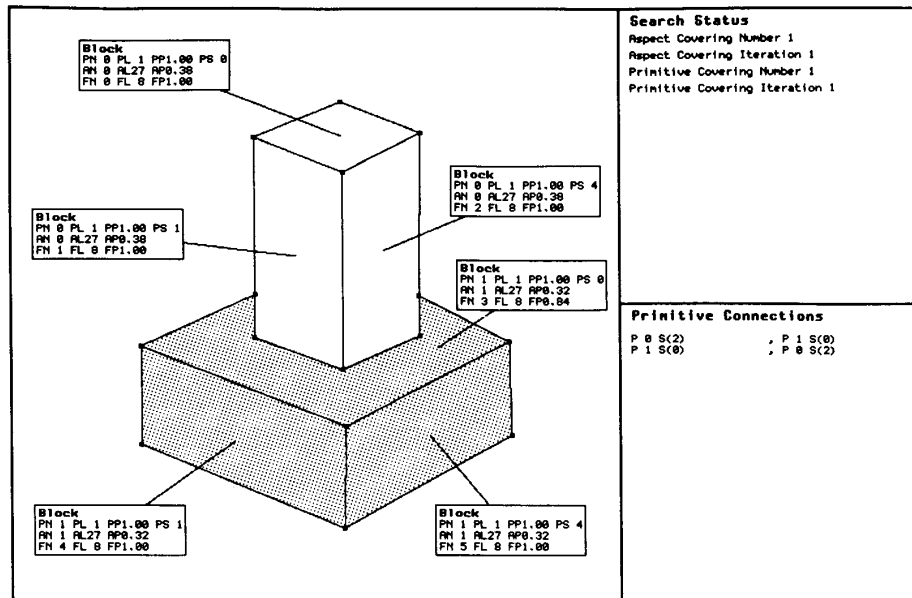 Block
PN 0 PL 1 PP1.00 PS 0
AN 0 AL27 AP0.38
FN 0 FL 8 FP1.00
Block
PN 0 PL 1 PP1.00 PS 4
AN 0 AL27 AP0.38
FN 2 FL 8 FP1.00
Block
PN 0 PL 1 PP1.00 PS 1
AN 0 AL27 AP0.38
FN 1 FL 8 FP1.00
Block
PN 1 PL 1 PP1.00 PS 0
AN 1 AL27 AP0.32
FN 3 FL 8 FP0.84
Block
PN 1 PL 1 PP1.00 PS 1
AN 1 AL27 AP0.32
FN 4 FL 8 FP1.00
Block
PN 1 PL 1 PP1.00 PS 4
AN 1 AL27 AP0.32
FN 5 FL 8 FP1.00
Search Status
Aspect Covering Number 1
Aspect Covering Iteration 1
Primitive Covering Number 1
Primitive Covering Iteration 1
Primitive Connections
P 0 S(2) , P 1 S(0)
P 1 S(0) , P 0 S(2)